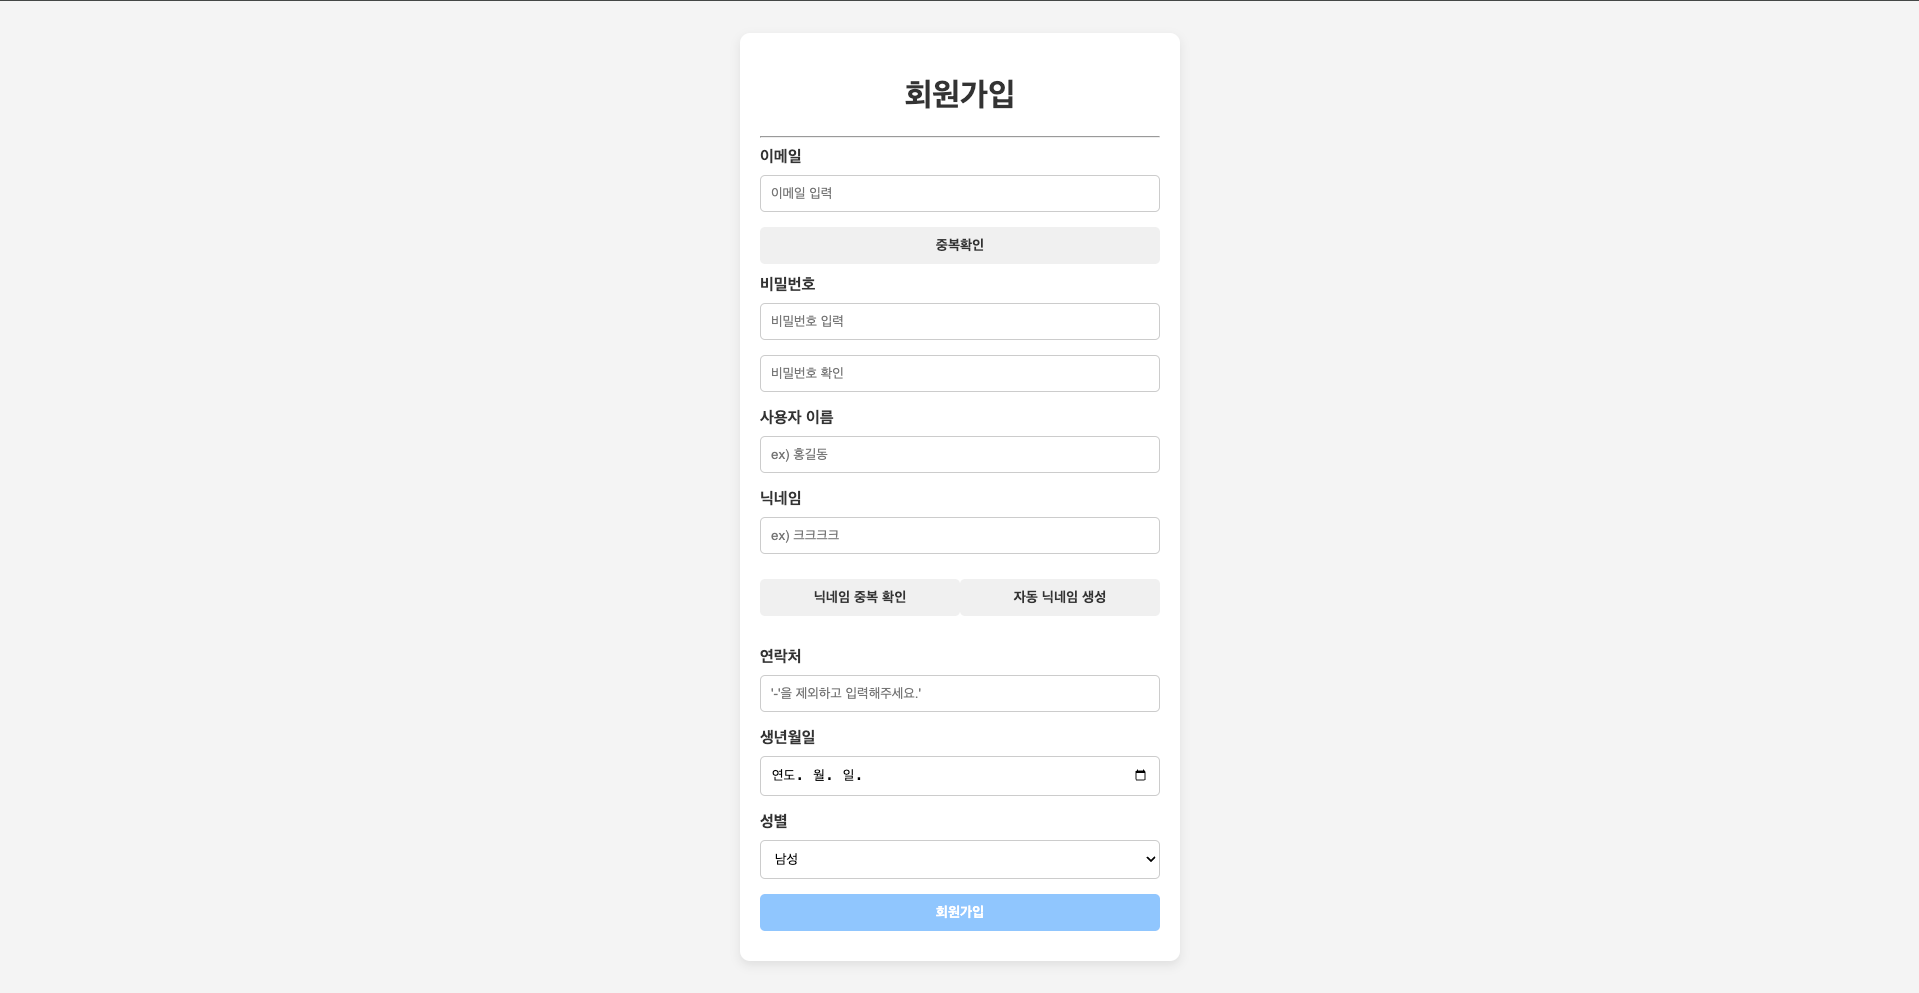 회원가입
이메일
이메일 입력
중복확인
비밀번호
비밀번호 입력
비밀번호 확인
사용자 이름
ex) 홍길동
닉네임
ex) 크크크크
닉네임 중복 확인 자동 닉네임 생성
연락처
'-'을 제외하고 입력해주세요.'
생년월일
연도. 월. 일.
성별
남성
회원가입